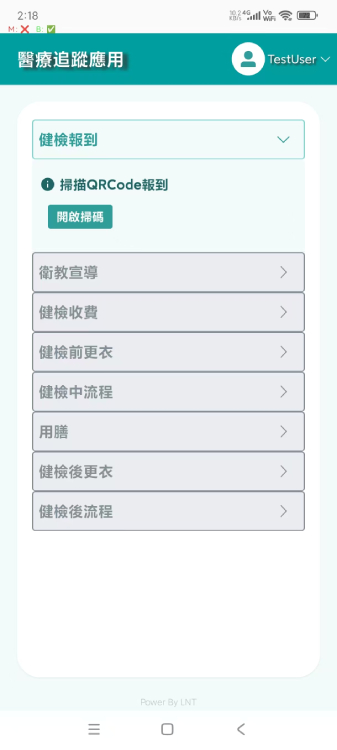 2:18
10.2 4G Vo
KB/s WiFi
M: ❌ B: ✅
醫療追蹤應用
TestUser
健檢報到
掃描QRCode報到
開啟掃碼
衛教宣導
健檢收費
健檢前更衣
健檢中流程
用膳
健檢後更衣
健檢後流程
Power By LNT